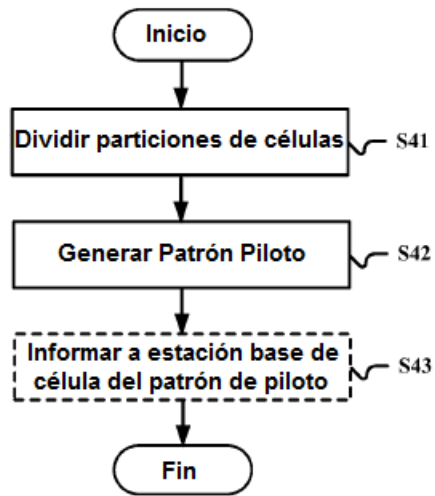 Inicio
Dividir particiones de células
S41
Generar Patrón Piloto
S42
Informar a estación base de
célula del patrón de piloto
S43
Fin